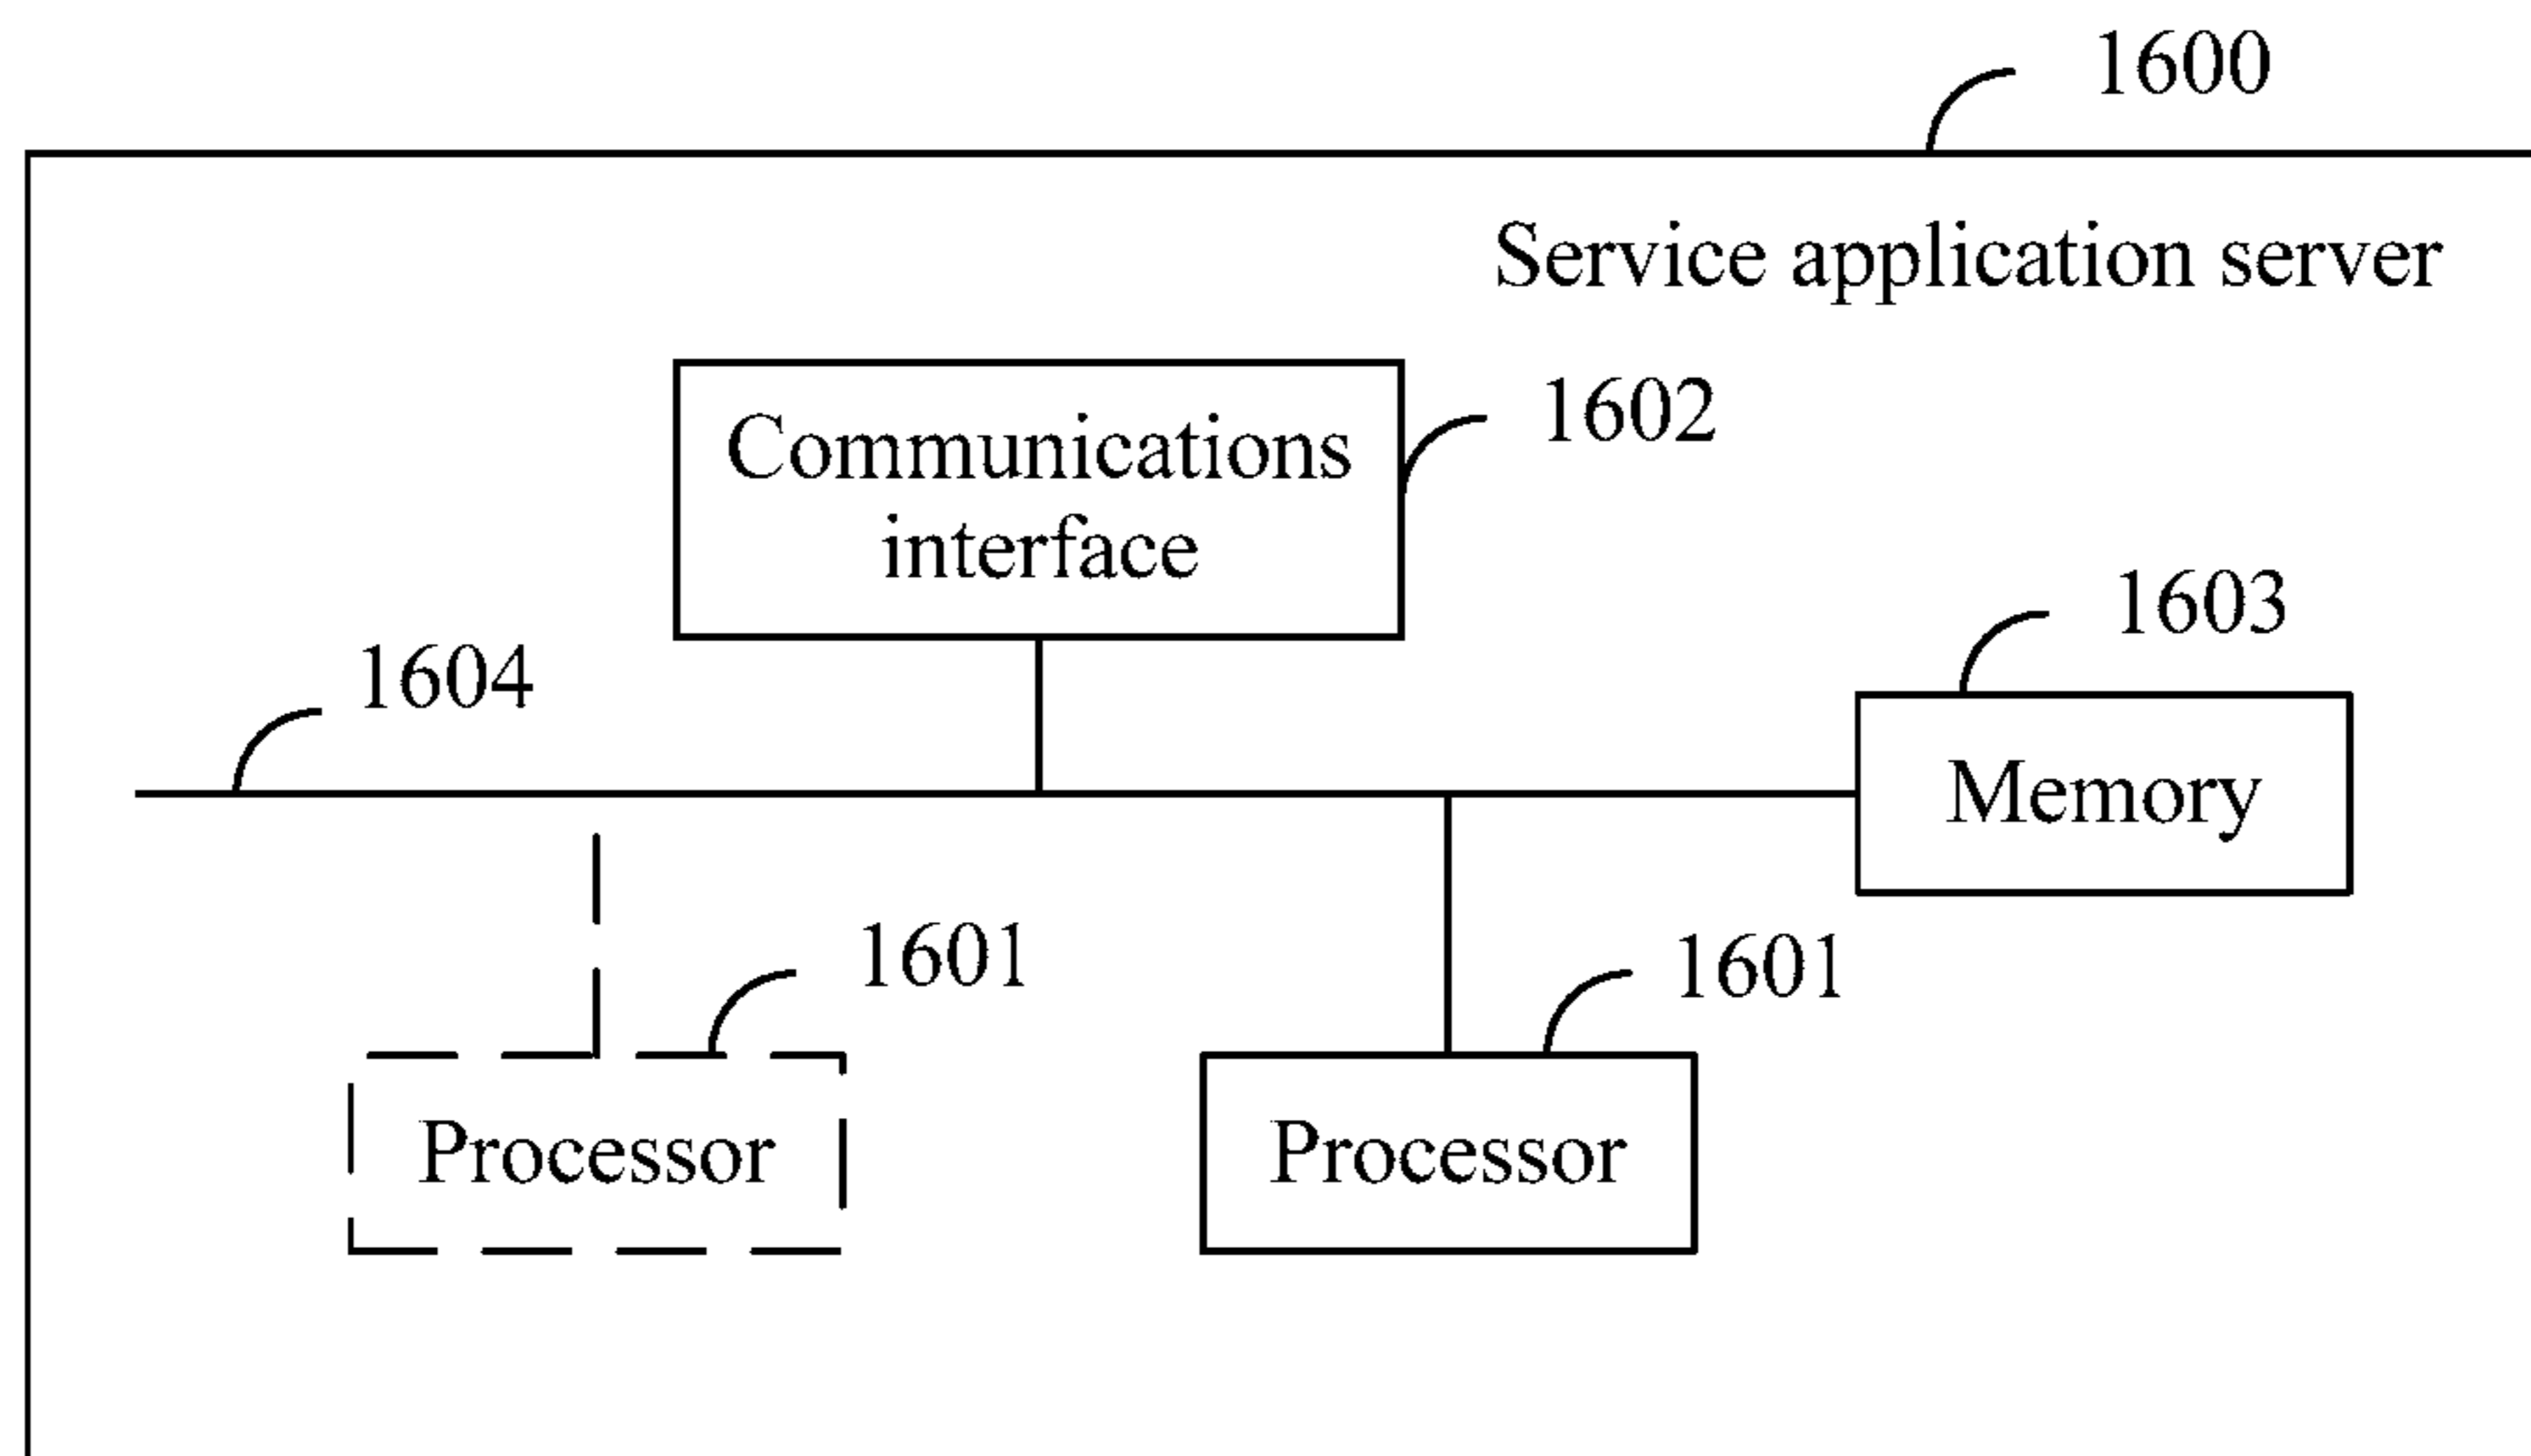 1600
Service application server
Communications
interface
1602
1603
1604
Memory
1601
1601
Processor
Processor